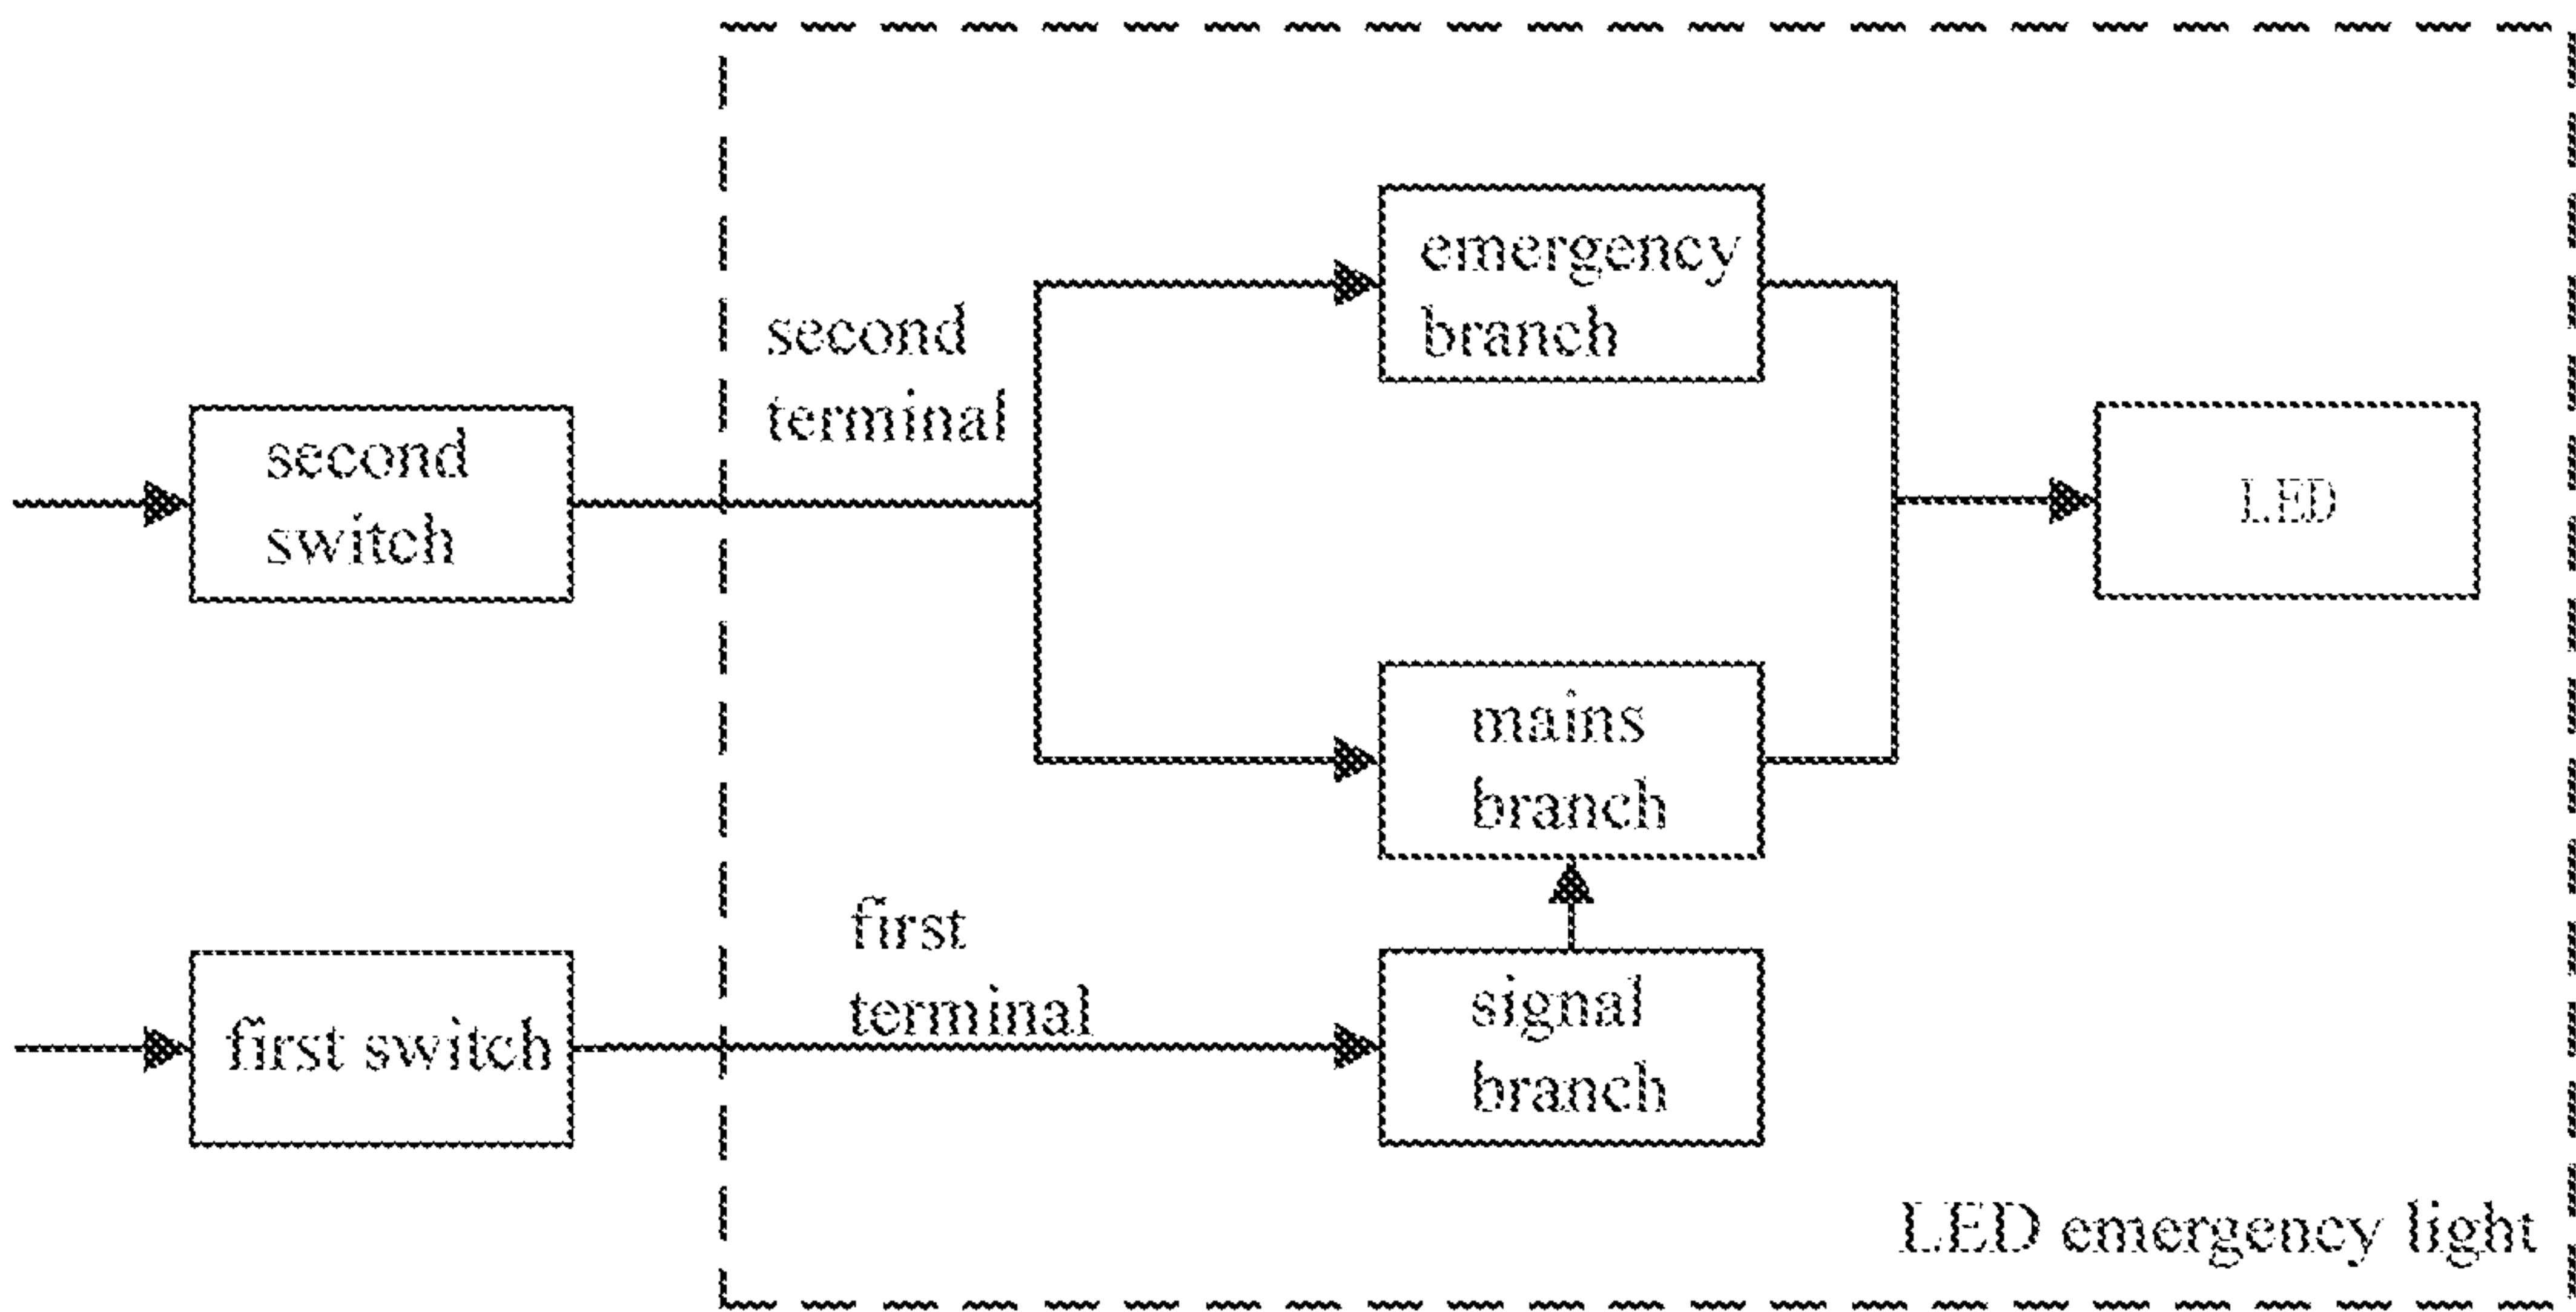 emergency
branch
second
terminal
second
switch
LED
mains
branch
first
terminal
first switch
signal
branch
LED emergency light